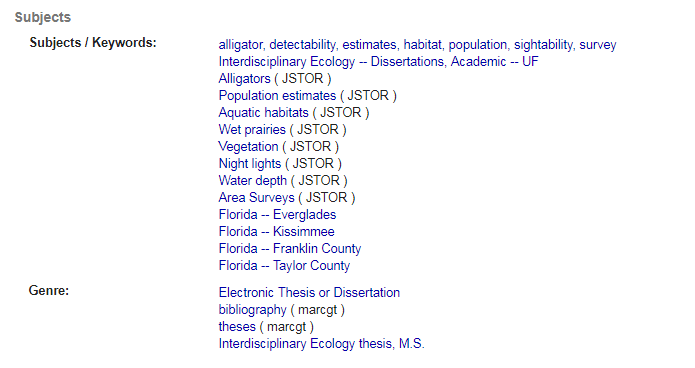 Subjects
Subjects / Keywords:
alligator, detectability, estimates, habitat, population, sightability, survey
Interdisciplinary Ecology -- Dissertations, Academic -- UF
Alligators ( JSTOR )
Population estimates ( JSTOR )
Aquatic habitats ( JSTOR )
Wet prairies ( JSTOR )
Vegetation ( JSTOR )
Night lights ( JSTOR )
Water depth ( JSTOR )
Area Surveys ( JSTOR )
Florida -- Everglades
Florida -- Kissimmee
Florida -- Franklin County
Florida -- Taylor County
Genre:
Electronic Thesis or Dissertation
bibliography ( marcgt )
theses ( marcgt )
Interdisciplinary Ecology thesis, M.S.